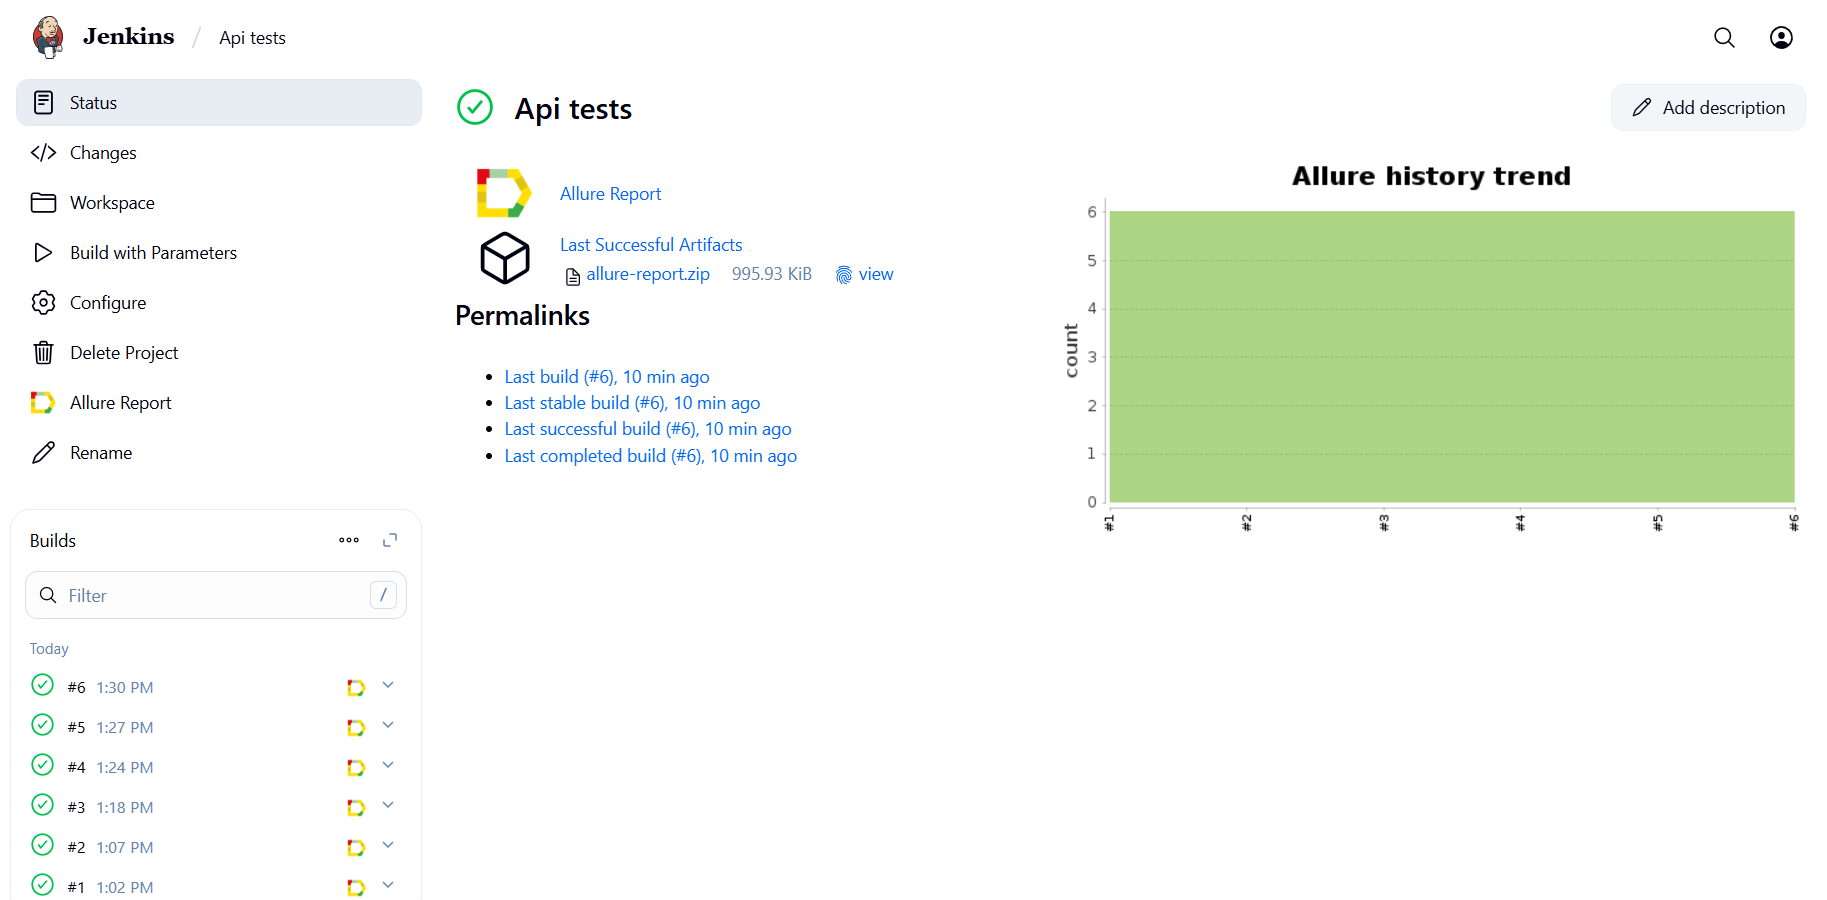 Jenkins / Api tests
Status
Changes
Workspace
Build with Parameters
Configure
Delete Project
Allure Report
Rename
Builds
Filter /
Today
#6 1:30 PM
#5 1:27 PM
#4 1:24 PM
#3 1:18 PM
#2 1:07 PM
#1 1:02 PM
Api tests
Add description
Allure Report
Last Successful Artifacts
allure-report.zip 995.93 KiB view
Permalinks
Last build (#6), 10 min ago
Last stable build (#6), 10 min ago
Last successful build (#6), 10 min ago
Last completed build (#6), 10 min ago
Allure history trend
count
6
5
4
3
2
1
0
#1 #2 #3 #4 #5 #6